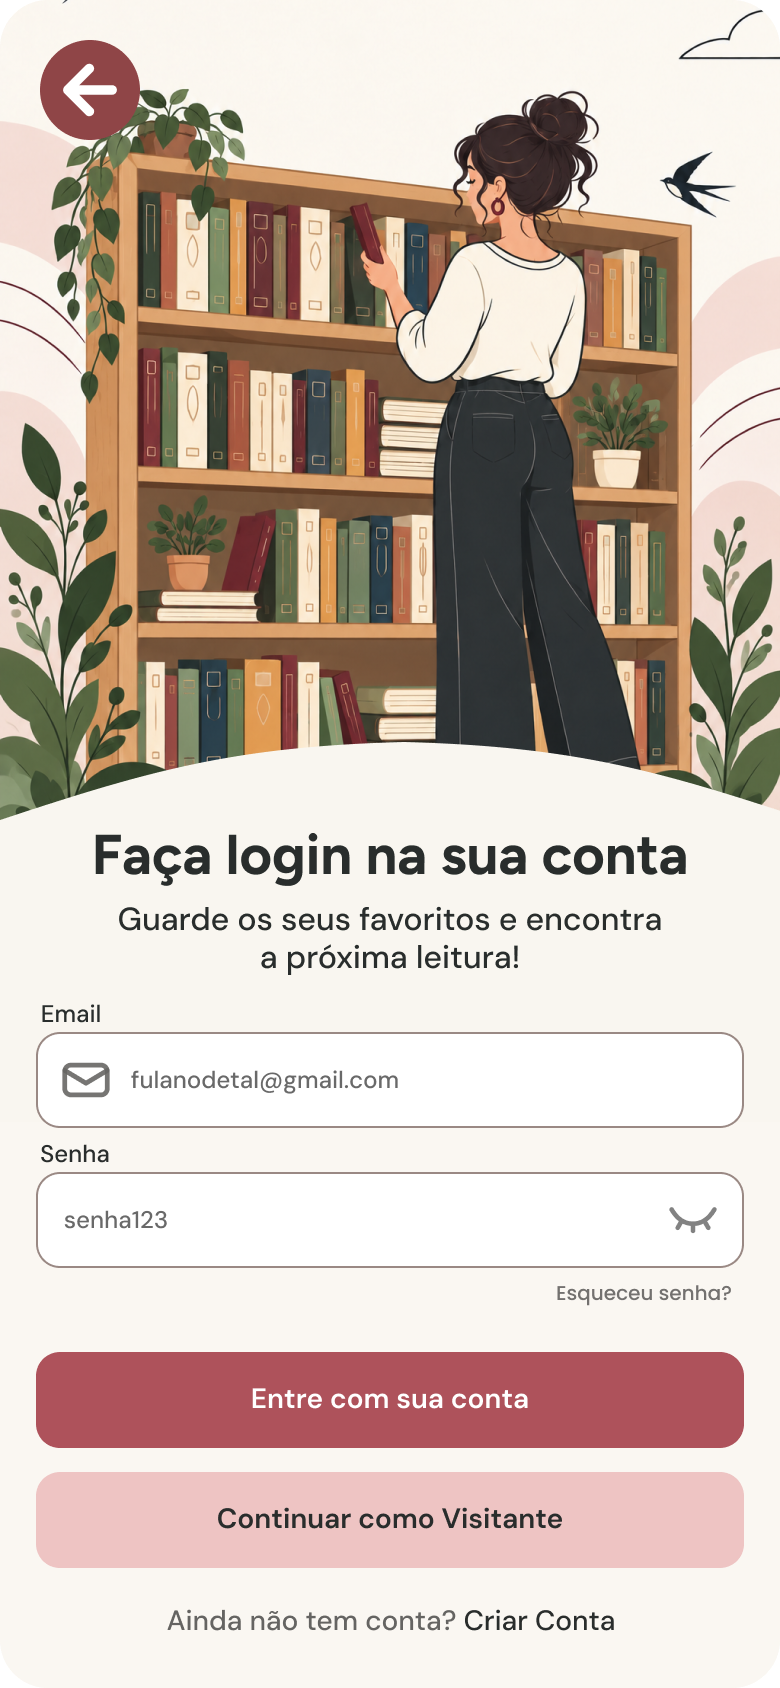 Faça login na sua conta
Guarde os seus favoritos e encontra
a próxima leitura!
Email
fulanodetal@gmail.com
Senha
senha123
Esqueceu senha?
Entre com sua conta
Continuar como Visitante
Ainda não tem conta? Criar Conta